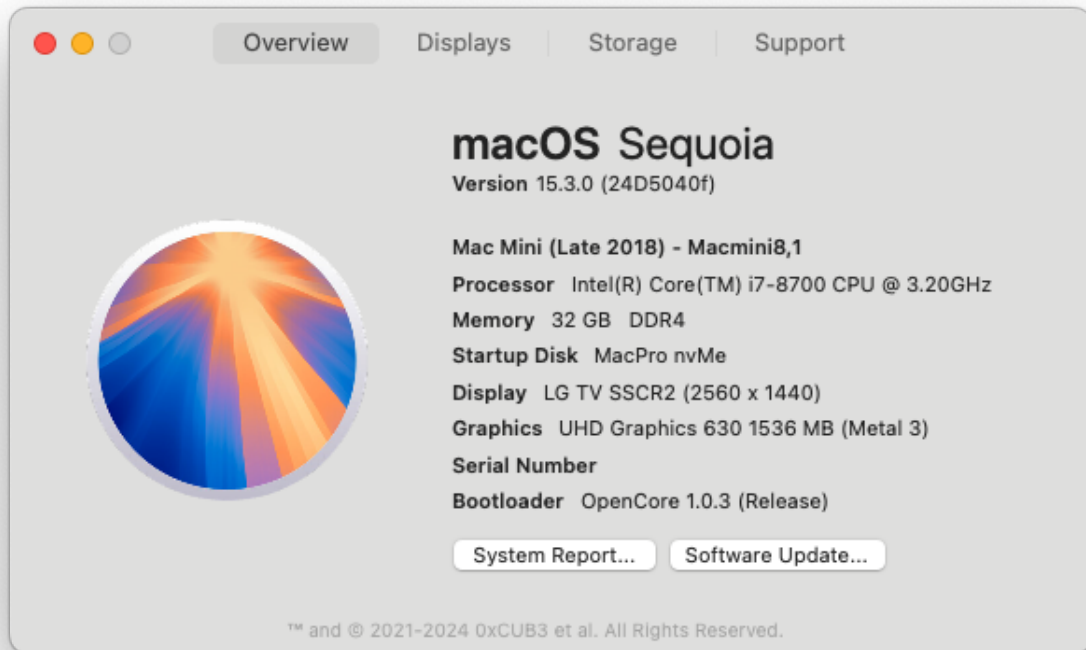 Overview Displays Storage Support
macOS Sequoia
Version 15.3.0 (24D5040f)
Mac Mini (Late 2018) - Macmini8,1
Processor Intel(R) Core(TM) i7-8700 CPU @ 3.20GHz
Memory 32 GB DDR4
Startup Disk MacPro nvMe
Display LG TV SSCR2 (2560 x 1440)
Graphics UHD Graphics 630 1536 MB (Metal 3)
Serial Number
Bootloader OpenCore 1.0.3 (Release)
System Report... Software Update...
™ and © 2021-2024 0xCUB3 et al. All Rights Reserved.